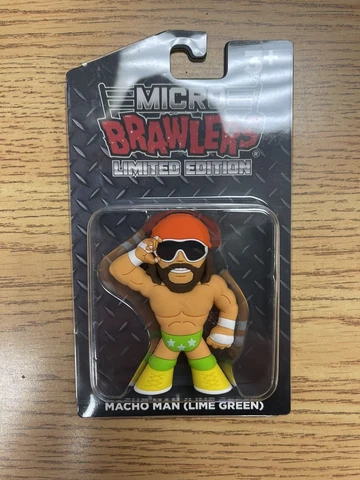 MICRO
BRAWLERS®
LIMITED EDITION
MACHO MAN (LIME GREEN)